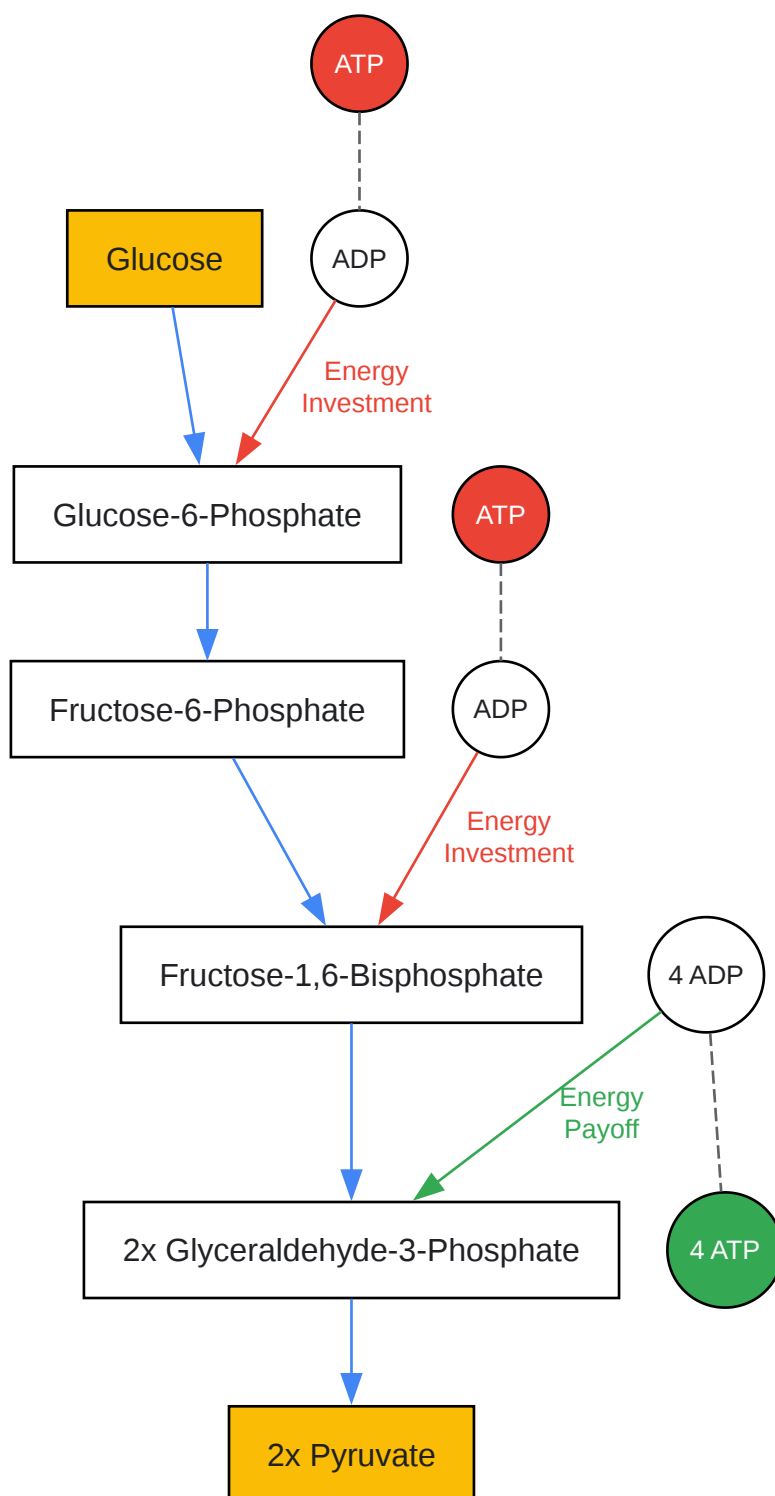 ATP
Glucose
ADP
Energy
Investment
Glucose-6-Phosphate
ATP
Fructose-6-Phosphate
ADP
Energy
Investment
Fructose-1,6-Bisphosphate
4 ADP
Energy
Payoff
2x Glyceraldehyde-3-Phosphate
4 ATP
2x Pyruvate